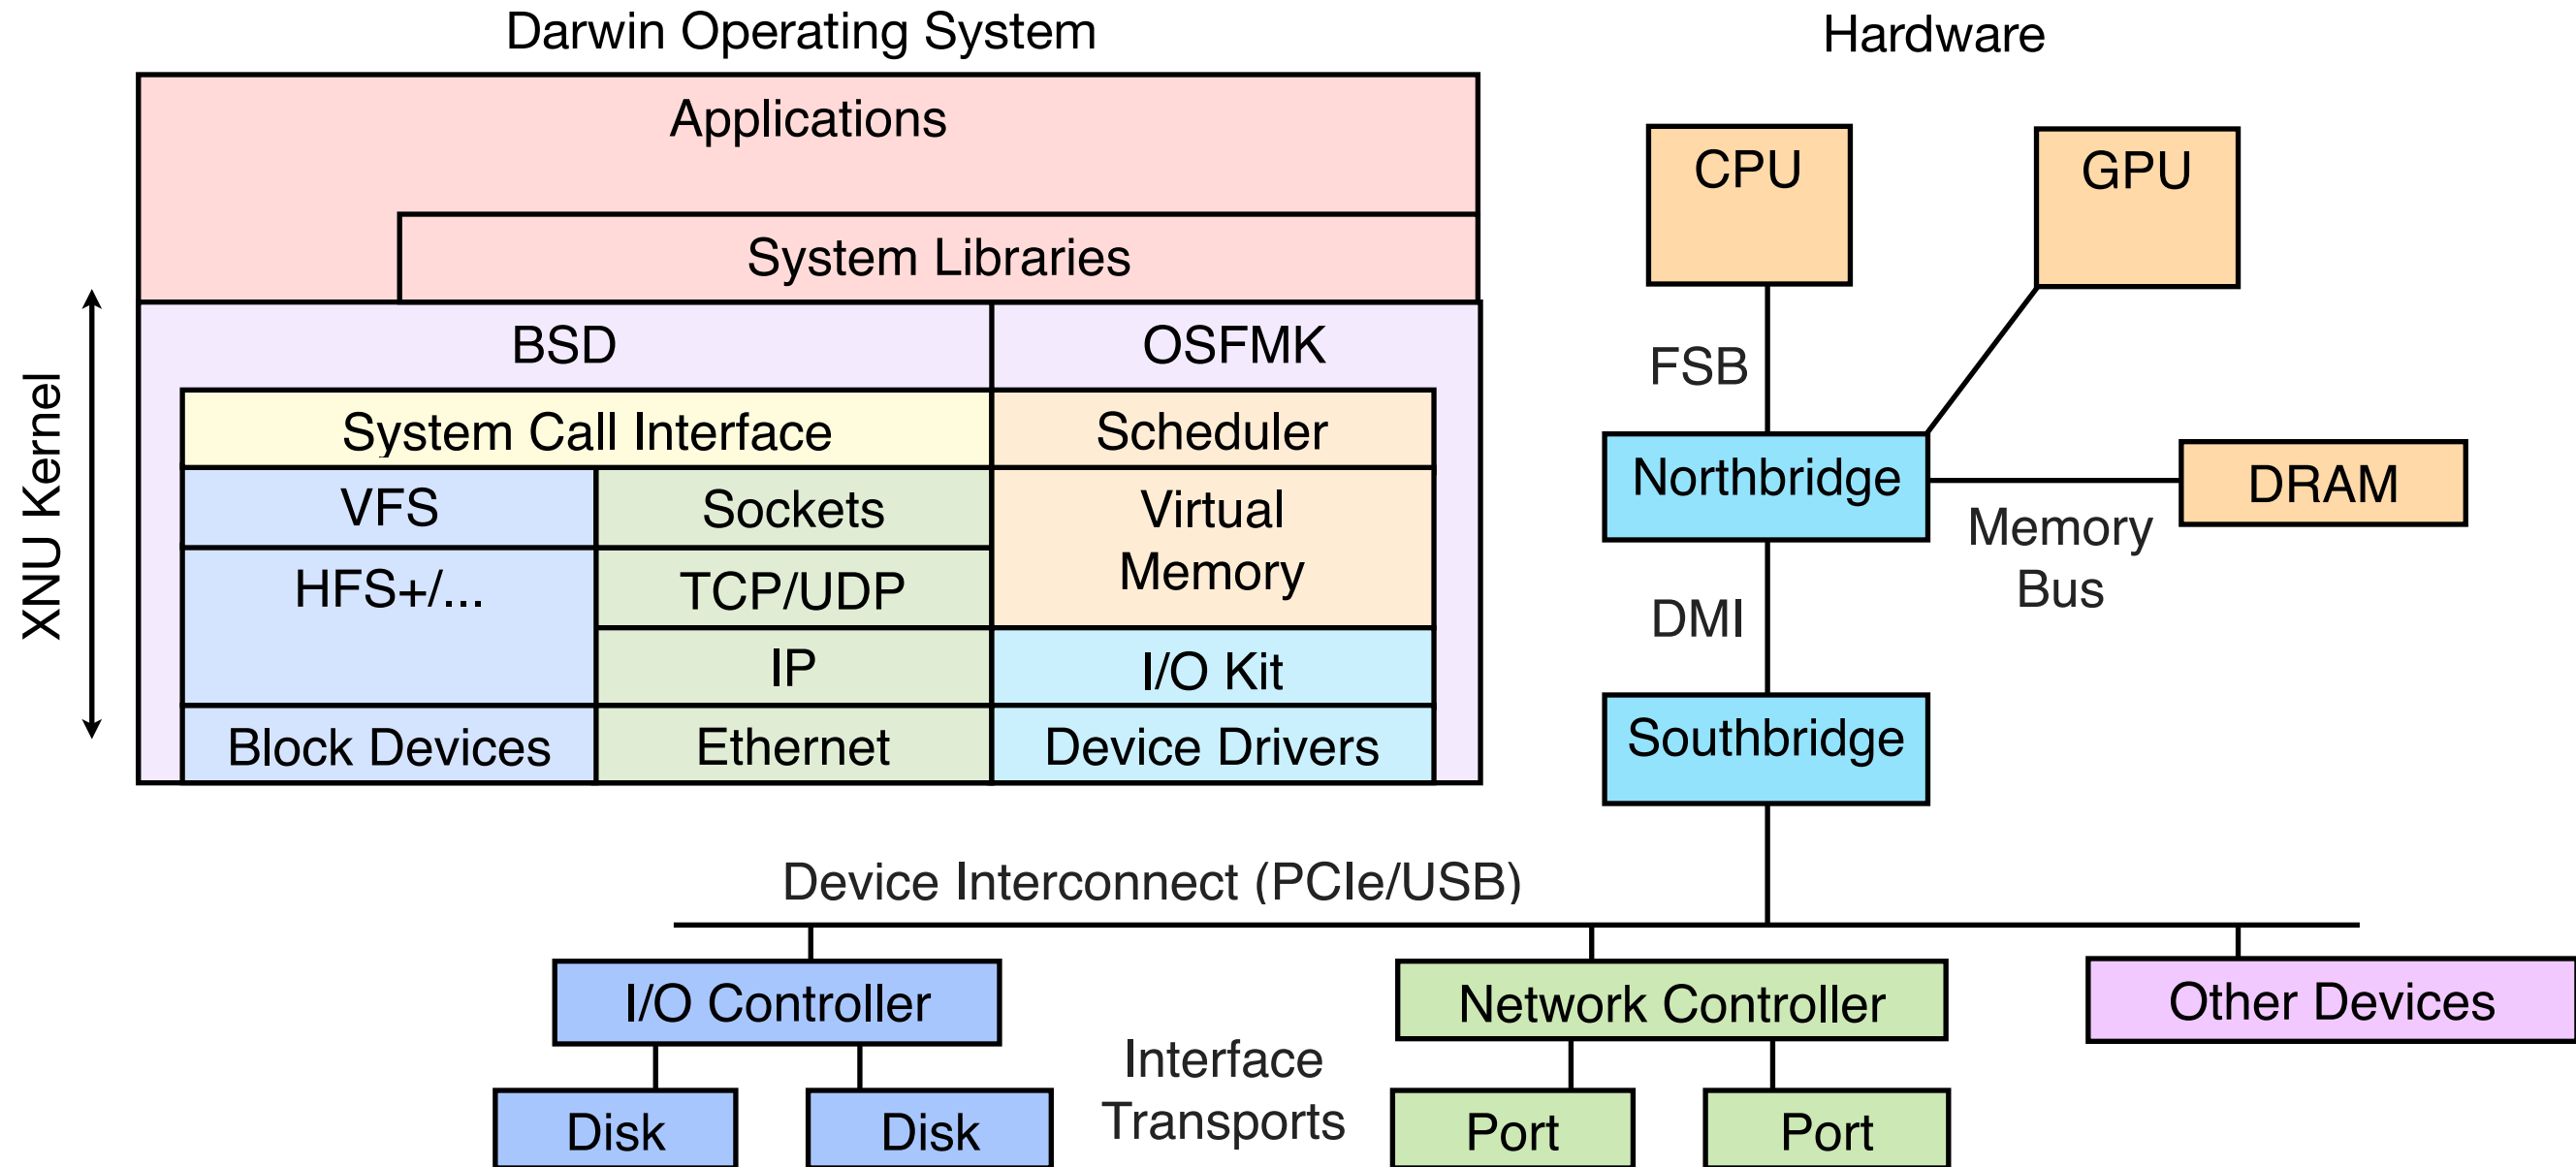 Darwin Operating System
Applications
System Libraries
XNU Kernel
BSD
OSFMK
System Call Interface
Scheduler
VFS
Sockets
Virtual
Memory
HFS+/...
TCP/UDP
IP
I/O Kit
Block Devices
Ethernet
Device Drivers
Hardware
CPU
GPU
FSB
Northbridge
DRAM
Memory
Bus
DMI
Southbridge
Device Interconnect (PCIe/USB)
I/O Controller
Network Controller
Other Devices
Interface
Transports
Disk
Disk
Port
Port